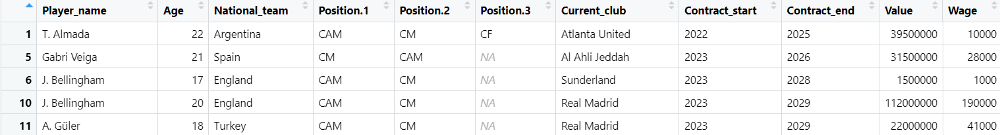 Player_name Age National_team Position.1 Position.2 Position.3 Current_club Contract_start Contract_end Value Wage
1 T. Almada 22 Argentina CAM CM CF Atlanta United 2022 2025 39500000 10000
5 Gabri Veiga 21 Spain CM CAM NA Al Ahli Jeddah 2023 2026 31500000 28000
6 J. Bellingham 17 England CAM CM NA Sunderland 2023 2028 1500000 1000
10 J. Bellingham 20 England CAM CM NA Real Madrid 2023 2029 112000000 190000
11 A. Güler 18 Turkey CAM CM NA Real Madrid 2023 2029 22000000 41000